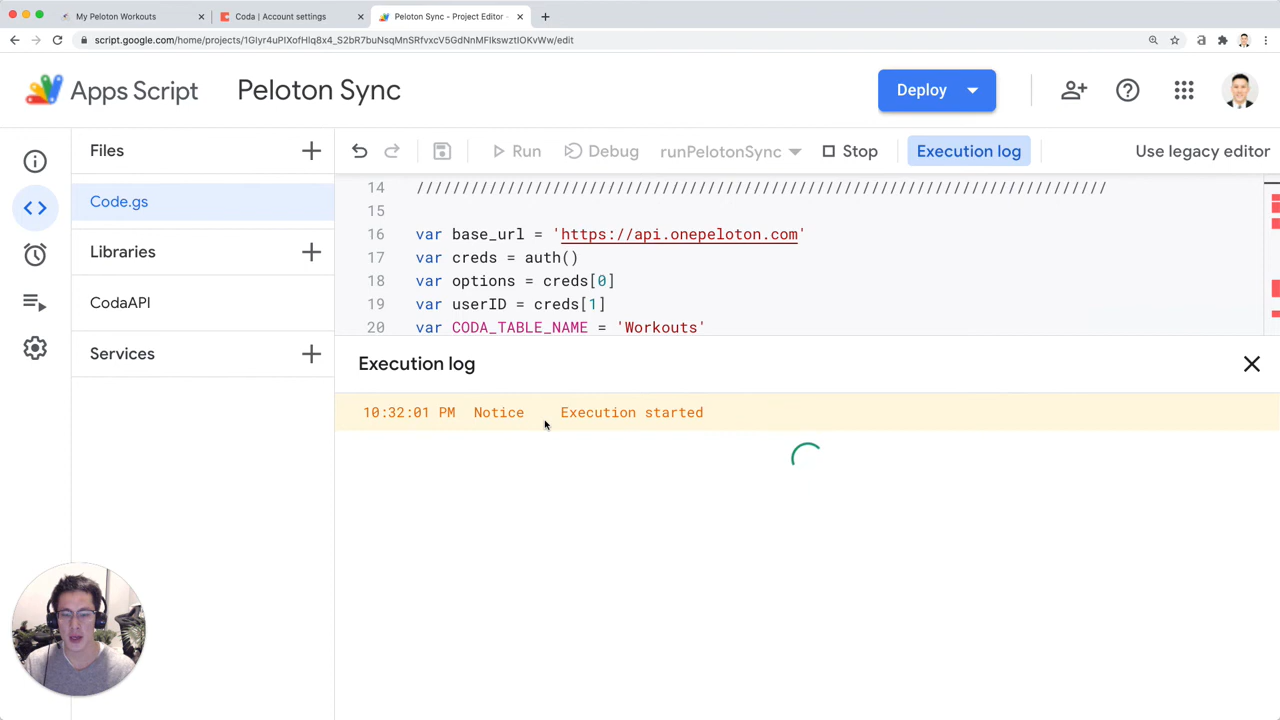 My Peloton Workouts
Coda | Account settings
Peloton Sync - Project Editor -
script.google.com/home/projects/1Glyr4uPIXofHlq8x4_S2bR7buNsqMnSRfvxcV5GdNnMFIkswztIOKvWw/edit
Apps Script
Peloton Sync
Deploy
Files
Run
Debug
runPelotonSync
Stop
Execution log
Use legacy editor
Code.gs
Libraries
CodaAPI
Services
14 ////////////////////////////////////////////////////////////////////////////
15
16 var base_url = 'https://api.onepeloton.com'
17 var creds = auth()
18 var options = creds[0]
19 var userID = creds[1]
20 var CODA_TABLE_NAME = 'Workouts'
Execution log
10:32:01 PM Notice Execution started